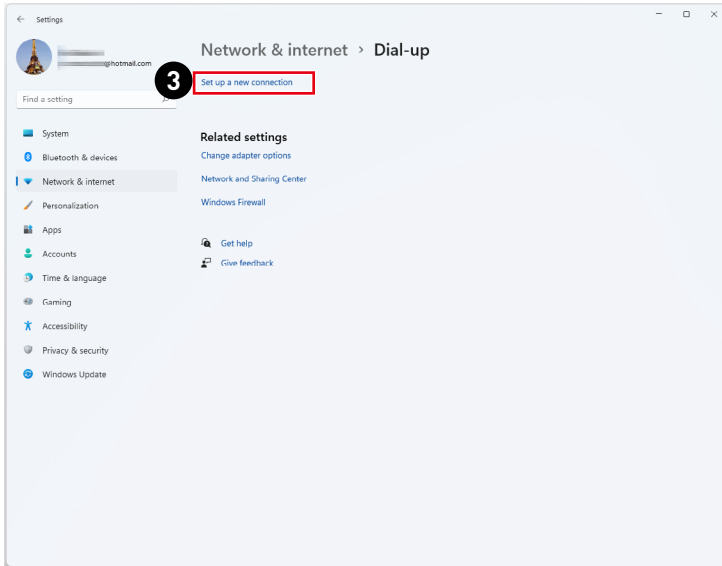 Settings
@hotmail.com
Network & internet > Dial-up
3
Set up a new connection
Find a setting
System
Bluetooth & devices
Network & internet
Personalization
Apps
Accounts
Time & language
Gaming
Accessibility
Privacy & security
Windows Update
Related settings
Change adapter options
Network and Sharing Center
Windows Firewall
Get help
Give feedback